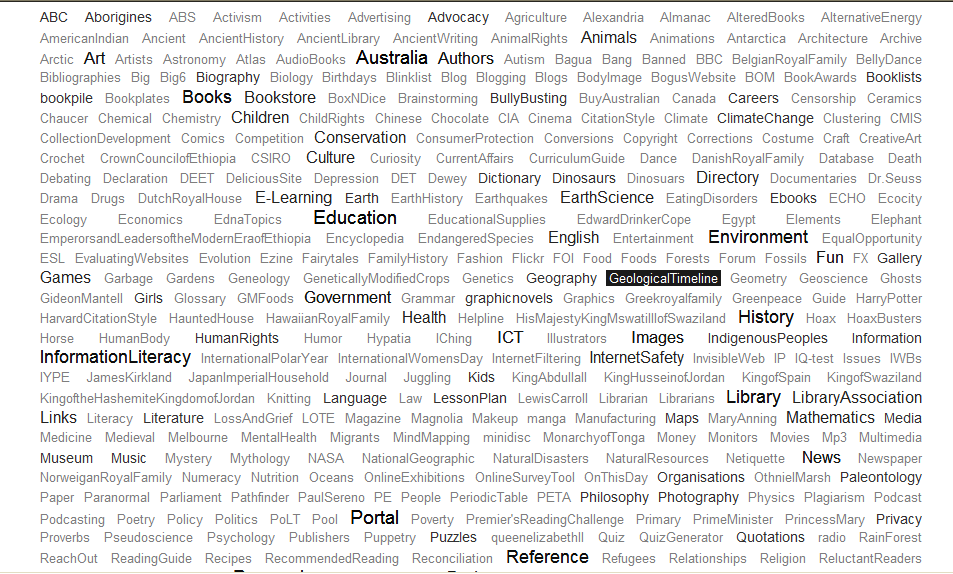 ABC Aborigines ABS Activism Activities Advertising Advocacy Agriculture Alexandria Almanac AlteredBooks AlternativeEnergy
AmericanIndian Ancient AncientHistory AncientLibrary AncientWriting AnimalRights Animals Animations Antarctica Architecture Archive
Arctic Art Artists Astronomy Atlas AudioBooks Australia Authors Autism Bagua Bang Banned BBC BelgianRoyalFamily BellyDance
Bibliographies Big Big6 Biography Biology Birthdays Blinklist Blog Blogging Blogs BodyImage BogusWebsite BOM BookAwards Booklists
bookpile Bookplates Books Bookstore BoxNDice Brainstorming BullyBusting BuyAustralian Canada Careers Censorship Ceramics
Chaucer Chemical Chemistry Children ChildRights Chinese Chocolate CIA Cinema CitationStyle Climate ClimateChange Clustering CMIS
CollectionDevelopment Comics Competition Conservation ConsumerProtection Conversions Copyright Corrections Costume Craft CreativeArt
Crochet CrownCouncilofEthiopia CSIRO Culture Curiosity CurrentAffairs CurriculumGuide Dance DanishRoyalFamily Database Death
Debating Declaration DEET DeliciousSite Depression DET Dewey Dictionary Dinosaurs Dinosuars Directory Documentaries Dr.Seuss
Drama Drugs DutchRoyalHouse E-Learning Earth EarthHistory Earthquakes EarthScience EatingDisorders Ebooks ECHO Ecocity
Ecology Economics EdnaTopics Education EducationalSupplies EdwardDrinkerCope Egypt Elements Elephant
EmperorsandLeadersoftheModernEraofEthiopia Encyclopedia EndangeredSpecies English Entertainment Environment EqualOpportunity
ESL EvaluatingWebsites Evolution Ezine Fairytales FamilyHistory Fashion Flickr FOI Food Foods Forests Forum Fossils Fun FX Gallery
Games Garbage Gardens Geneology GeneticallyModifiedCrops Genetics Geography GeologicalTimeline Geometry Geoscience Ghosts
GideonMantell Girls Glossary GMFoods Government Grammar graphicnovels Graphics Greekroyalfamily Greenpeace Guide HarryPotter
HarvardCitationStyle HauntedHouse HawaiianRoyalFamily Health Helpline HisMajestyKingMswatiIIIofSwaziland History Hoax HoaxBusters
Horse HumanBody HumanRights Humor Hypatia IChing ICT Illustrators Images IndigenousPeoples Information
InformationLiteracy InternationalPolarYear InternationalWomensDay InternetFiltering InternetSafety InvisibleWeb IP IQ-test Issues IWBs
IYPE JamesKirkland JapanImperialHousehold Journal Juggling Kids KingAbdullaII KingHusseinofJordan KingofSpain KingofSwaziland
KingoftheHashemiteKingdomofJordan Knitting Language Law LessonPlan LewisCarroll Librarian Librarians Library LibraryAssociation
Links Literacy Literature LossAndGrief LOTE Magazine Magnolia Makeup manga Manufacturing Maps MaryAnning Mathematics Media
Medicine Medieval Melbourne MentalHealth Migrants MindMapping minidisc MonarchyofTonga Money Monitors Movies Mp3 Multimedia
Museum Music Mystery Mythology NASA NationalGeographic NaturalDisasters NaturalResources Netiquette News Newspaper
NorweiganRoyalFamily Numeracy Nutrition Oceans OnlineExhibitions OnlineSurveyTool OnThisDay Organisations OthnielMarsh Paleontology
Paper Paranormal Parliament Pathfinder PaulSereno PE People PeriodicTable PETA Philosophy Photography Physics Plagiarism Podcast
Podcasting Poetry Policy Politics PoLT Pool Portal Poverty Premier'sReadingChallenge Primary PrimeMinister PrincessMary Privacy
Proverbs Pseudoscience Psychology Publishers Puppetry Puzzles queenelizabethII Quiz QuizGenerator Quotations radio RainForest
ReachOut ReadingGuide Recipes RecommendedReading Reconciliation Reference Refugees Relationships Religion ReluctantReaders